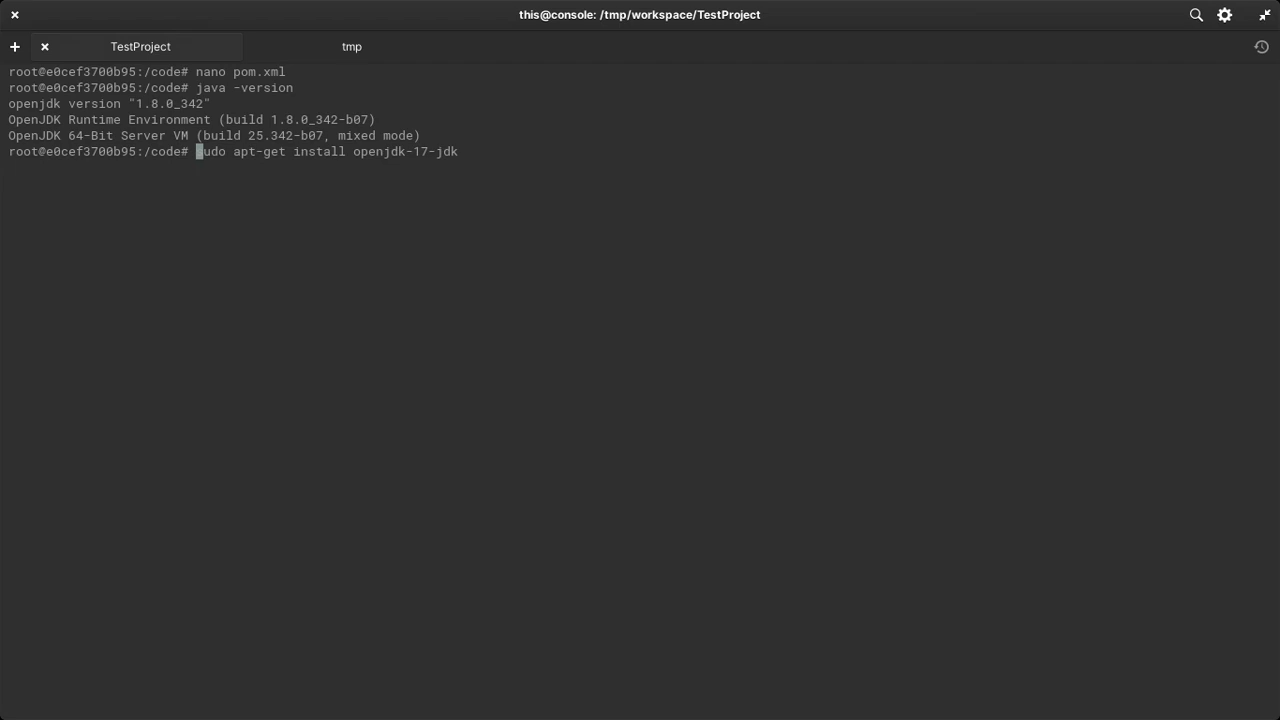 this@console: /tmp/workspace/TestProject
TestProject
tmp
root@e0cef3700b95:/code# nano pom.xml
root@e0cef3700b95:/code# java -version
openjdk version "1.8.0_342"
OpenJDK Runtime Environment (build 1.8.0_342-b07)
OpenJDK 64-Bit Server VM (build 25.342-b07, mixed mode)
root@e0cef3700b95:/code# sudo apt-get install openjdk-17-jdk